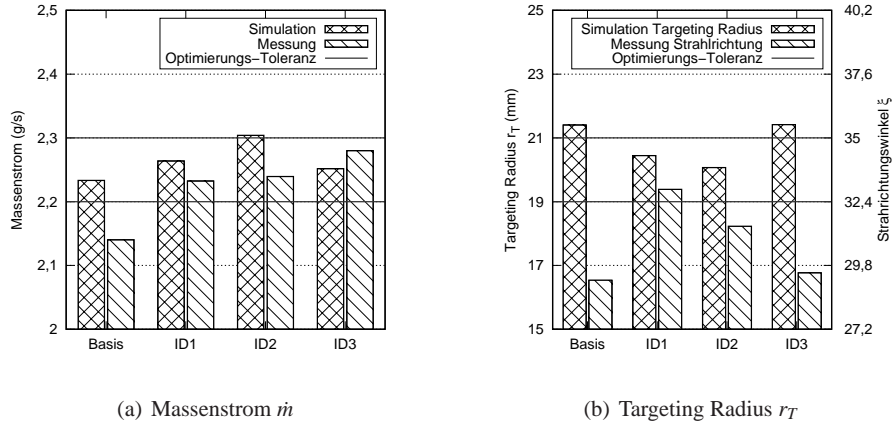 2,5
2,4
2,3
2,2
2,1
2
Massenstrom (g/s)
Simulation
Messung
Optimierungs-Toleranz
Basis ID1 ID2 ID3
(a) Massenstrom ṁ
25
23
21
19
17
16
15
Targeting Radius r_T (mm)
Simulation Targeting Radius
Messung Strahlrichtung
Optimierungs-Toleranz
Basis ID1 ID2 ID3
40,2
37,6
35
32,4
29,8
27,2
Strahrichtungswinkel ξ
(b) Targeting Radius r_T